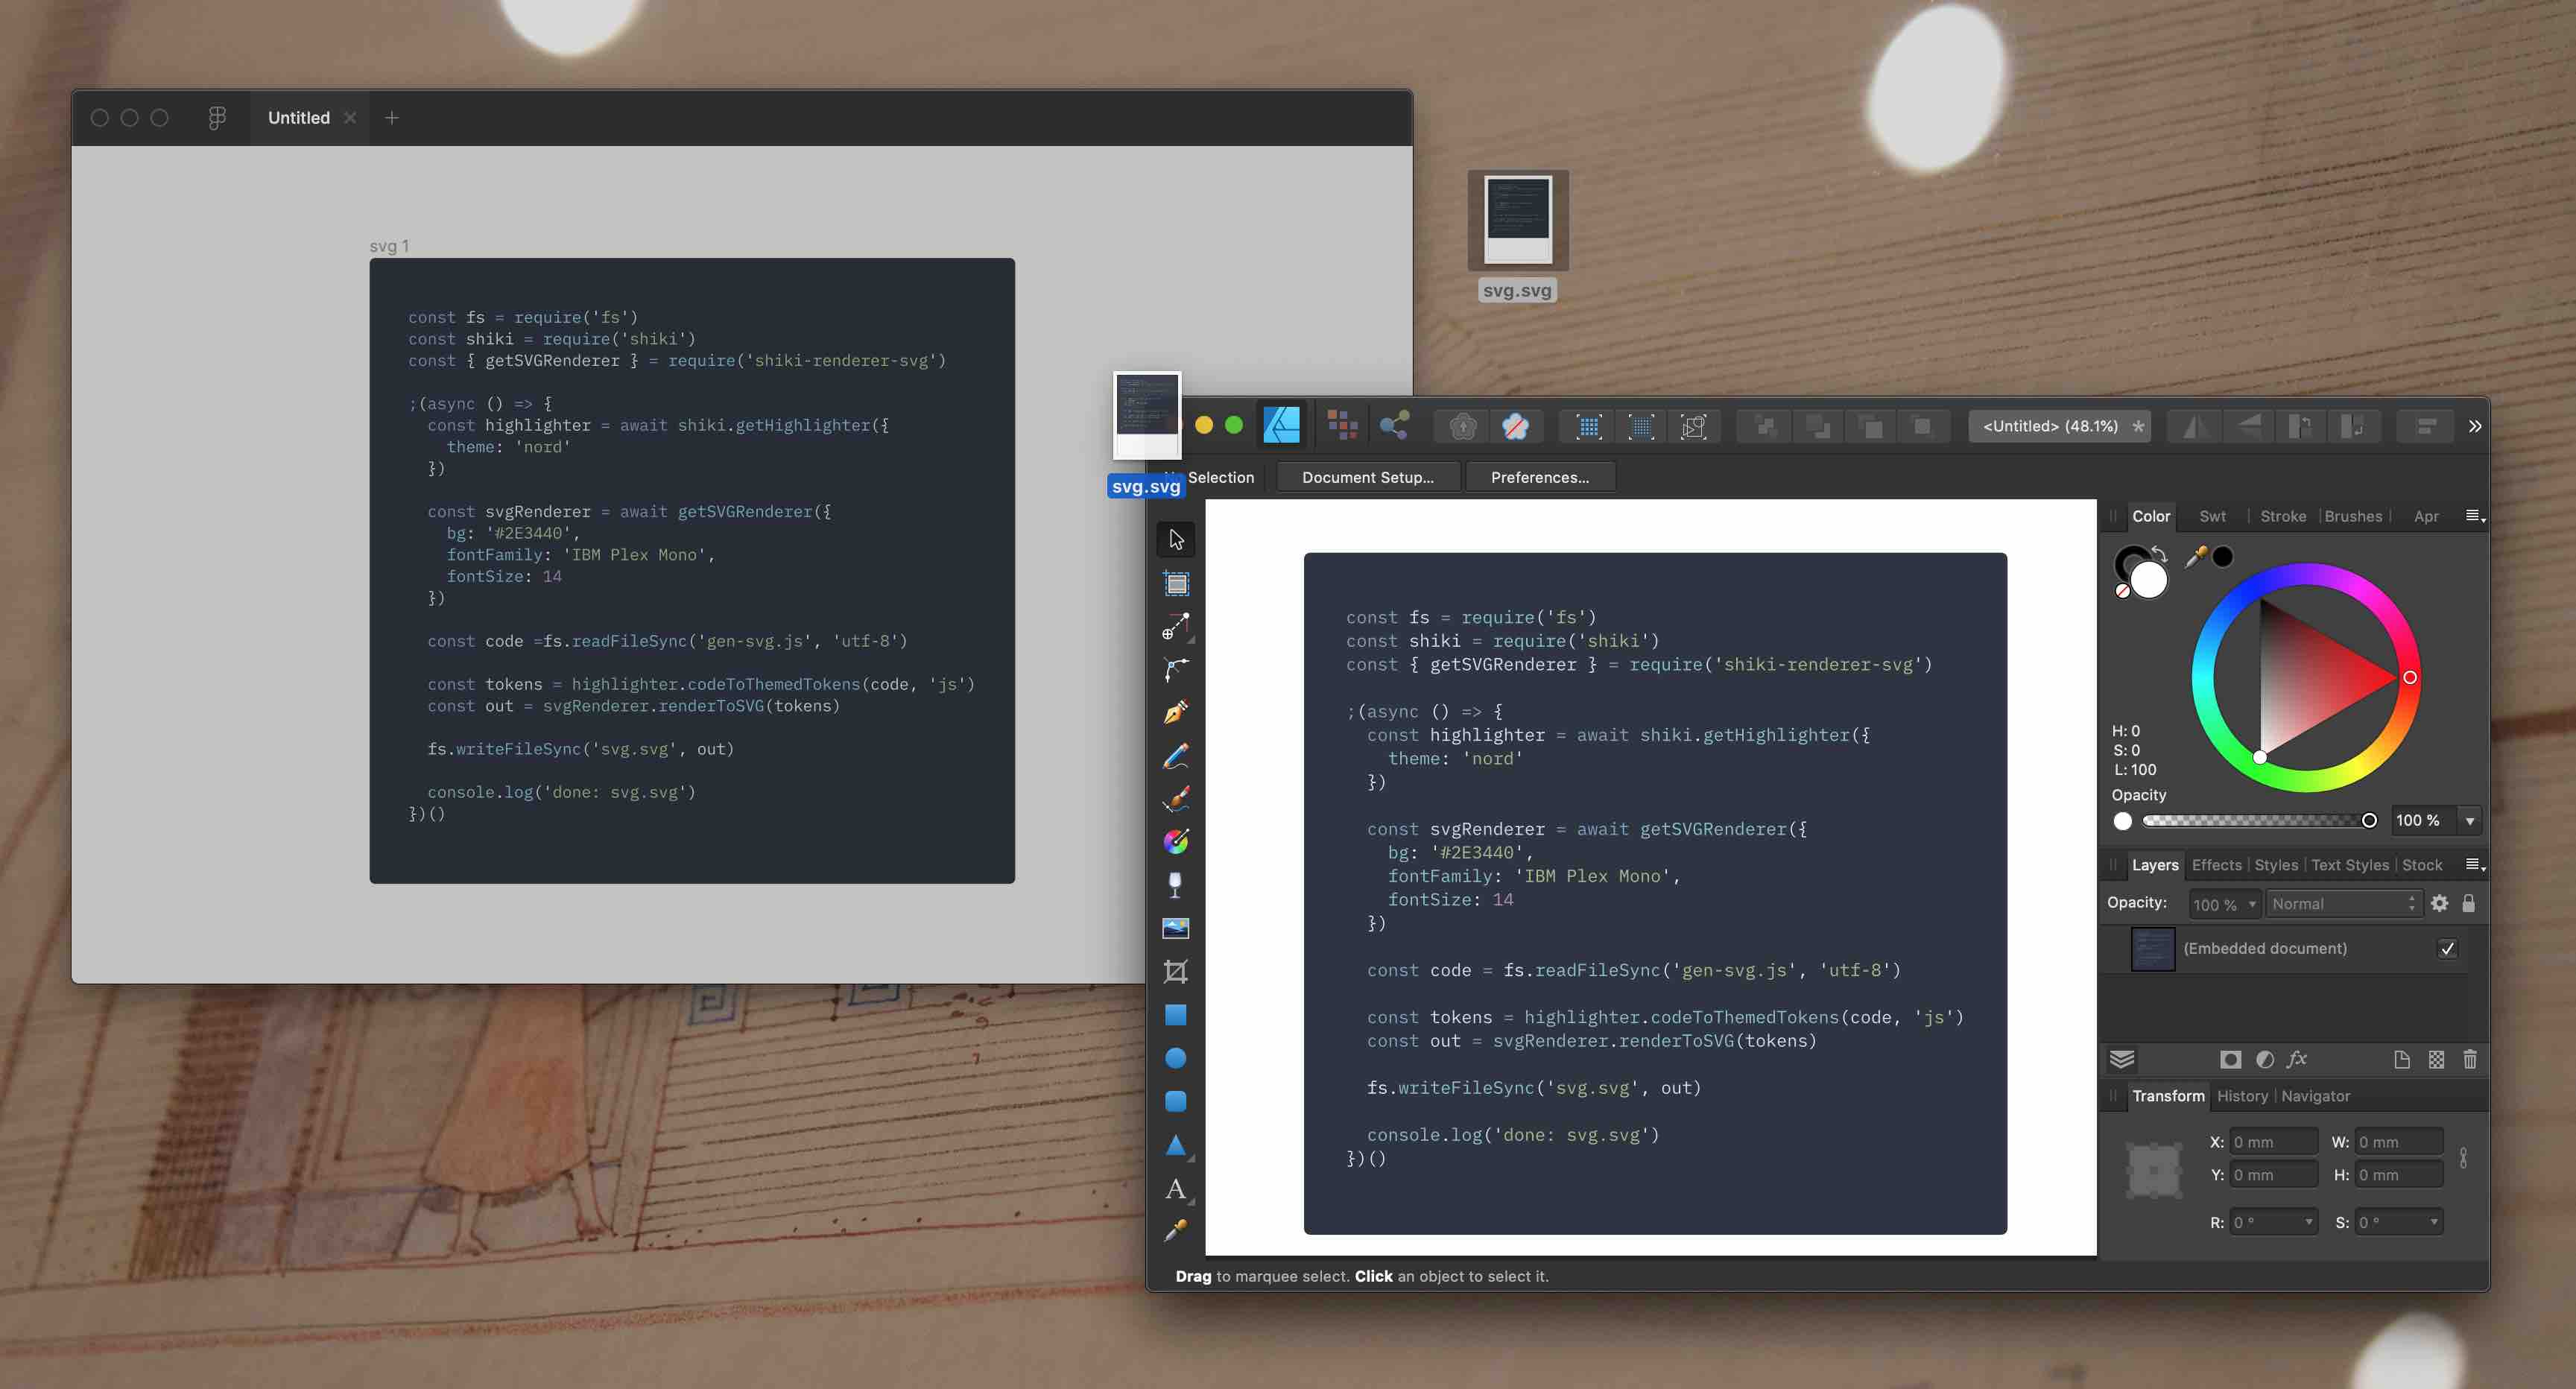 Untitled
svg 1
const fs = require('fs')
const shiki = require('shiki')
const { getSVGRenderer } = require('shiki-renderer-svg')
;(async () => {
const highlighter = await shiki.getHighlighter({
theme: 'nord'
})
const svgRenderer = await getSVGRenderer({
bg: '#2E3440',
fontFamily: 'IBM Plex Mono',
fontSize: 14
})
const code =fs.readFileSync('gen-svg.js', 'utf-8')
const tokens = highlighter.codeToThemedTokens(code, 'js')
const out = svgRenderer.renderToSVG(tokens)
fs.writeFileSync('svg.svg', out)
console.log('done: svg.svg')
})()
svg.svg
svg.svg
<Untitled> (48.1%) *
Selection
Document Setup...
Preferences...
const fs = require('fs')
const shiki = require('shiki')
const { getSVGRenderer } = require('shiki-renderer-svg')
;(async () => {
const highlighter = await shiki.getHighlighter({
theme: 'nord'
})
const svgRenderer = await getSVGRenderer({
bg: '#2E3440',
fontFamily: 'IBM Plex Mono',
fontSize: 14
})
const code = fs.readFileSync('gen-svg.js', 'utf-8')
const tokens = highlighter.codeToThemedTokens(code, 'js')
const out = svgRenderer.renderToSVG(tokens)
fs.writeFileSync('svg.svg', out)
console.log('done: svg.svg')
})()
Color Swt Stroke Brushes Apr
H: 0
S: 0
L: 100
Opacity
100 %
Layers Effects Styles Text Styles Stock
Opacity: 100 % Normal
(Embedded document)
fx
Transform History Navigator
X: 0 mm W: 0 mm
Y: 0 mm H: 0 mm
R: 0 ° S: 0 °
A
Drag to marquee select. Click an object to select it.